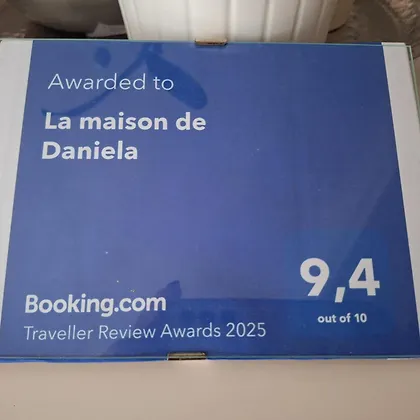 Awarded to
La maison de
Daniela
9,4
out of 10
Booking.com
Traveller Review Awards 2025